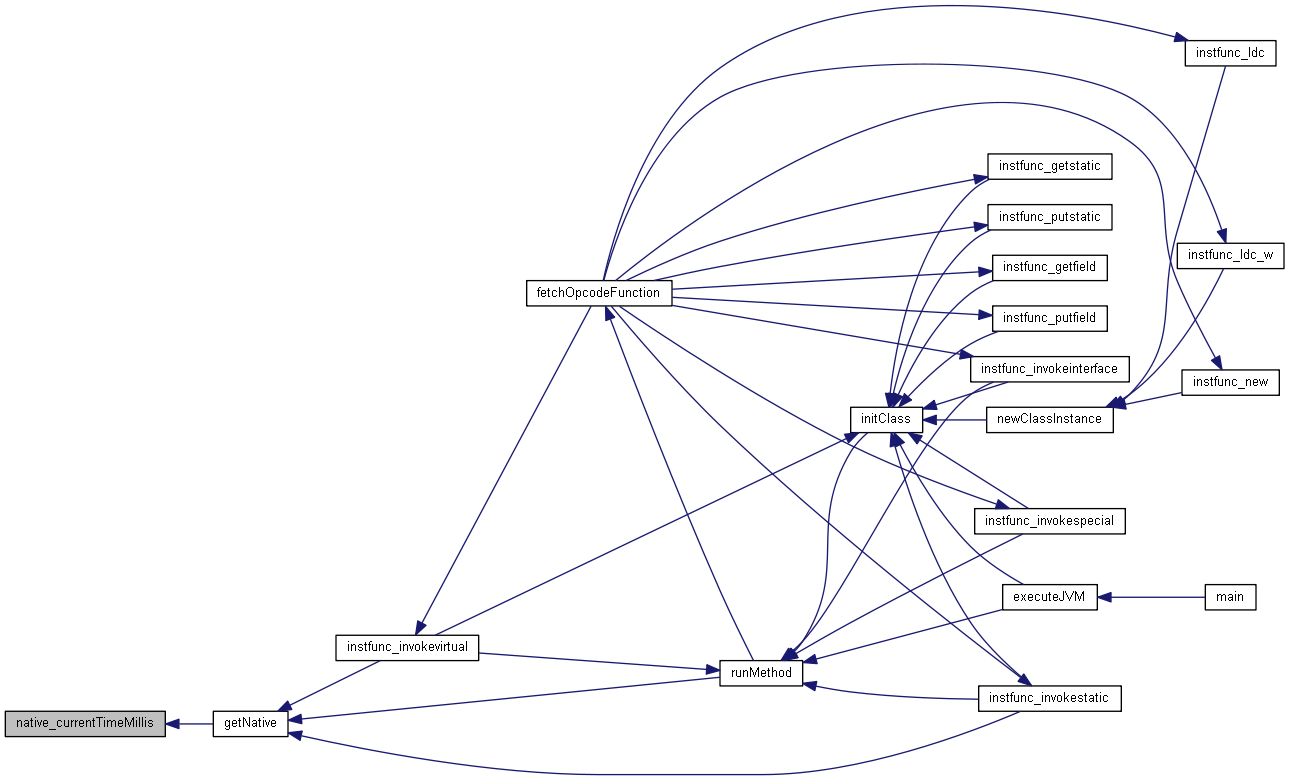 instfunc_ldc
instfunc_getstatic
instfunc_putstatic
instfunc_ldc_w
instfunc_getfield
fetchOpcodeFunction
instfunc_putfield
instfunc_invokeinterface
instfunc_new
initClass
newClassInstance
instfunc_invokespecial
executeJVM
main
instfunc_invokevirtual
runMethod
instfunc_invokestatic
native_currentTimeMillis
getNative